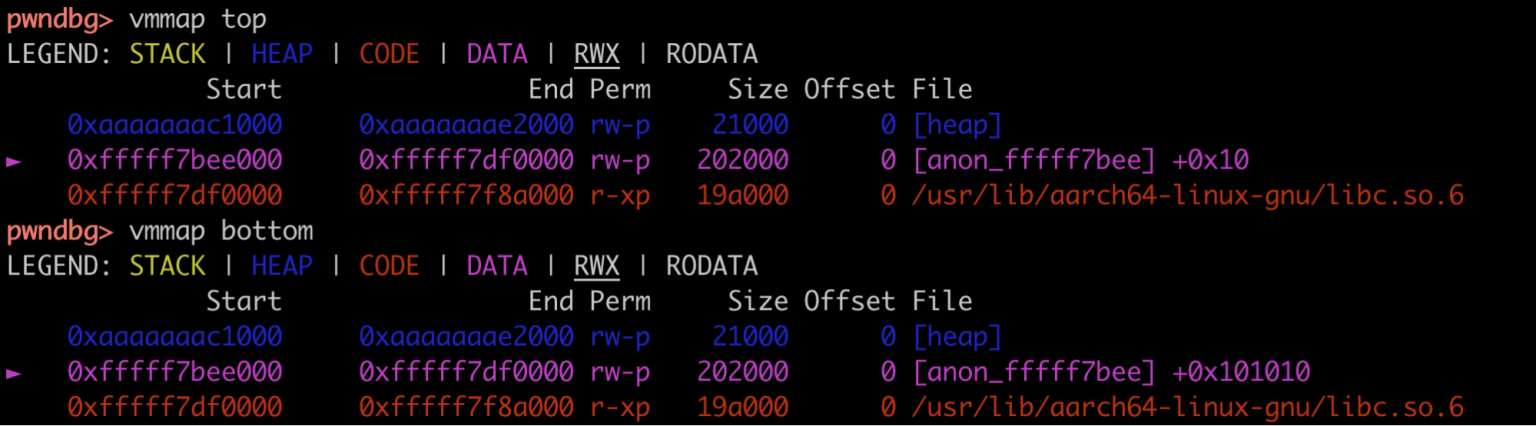 pwndbg> vmmap top
LEGEND: STACK | HEAP | CODE | DATA | RWX | RODATA
Start End Perm Size Offset File
0xaaaaaaac1000 0xaaaaaaae2000 rw-p 21000 0 [heap]
► 0xfffff7bee000 0xfffff7df0000 rw-p 202000 0 [anon_fffff7bee] +0x10
0xfffff7df0000 0xfffff7f8a000 r-xp 19a000 0 /usr/lib/aarch64-linux-gnu/libc.so.6
pwndbg> vmmap bottom
LEGEND: STACK | HEAP | CODE | DATA | RWX | RODATA
Start End Perm Size Offset File
0xaaaaaaac1000 0xaaaaaaae2000 rw-p 21000 0 [heap]
► 0xfffff7bee000 0xfffff7df0000 rw-p 202000 0 [anon_fffff7bee] +0x101010
0xfffff7df0000 0xfffff7f8a000 r-xp 19a000 0 /usr/lib/aarch64-linux-gnu/libc.so.6